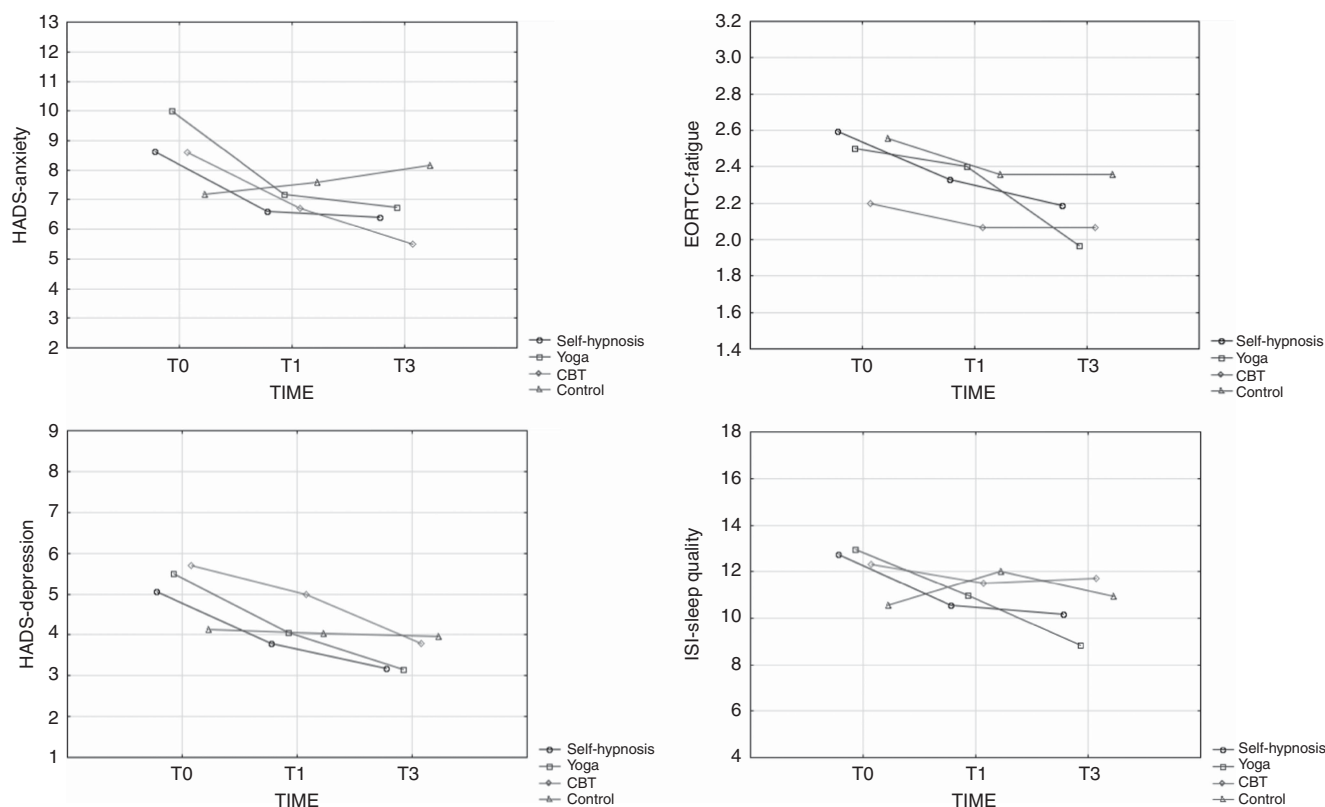 13
12
11
10
9
8
7
6
5
4
3
2
HADS-anxiety
T0 T1 T3
TIME
Self-hypnosis
Yoga
CBT
Control
3.2
3.0
2.8
2.6
2.4
2.2
2.0
1.8
1.6
1.4
EORTC-fatigue
T0 T1 T3
TIME
Self-hypnosis
Yoga
CBT
Control
9
8
7
6
5
4
3
2
1
HADS-depression
T0 T1 T3
TIME
Self-hypnosis
Yoga
CBT
Control
18
16
14
12
10
8
6
4
ISI-sleep quality
T0 T1 T3
TIME
Self-hypnosis
Yoga
CBT
Control